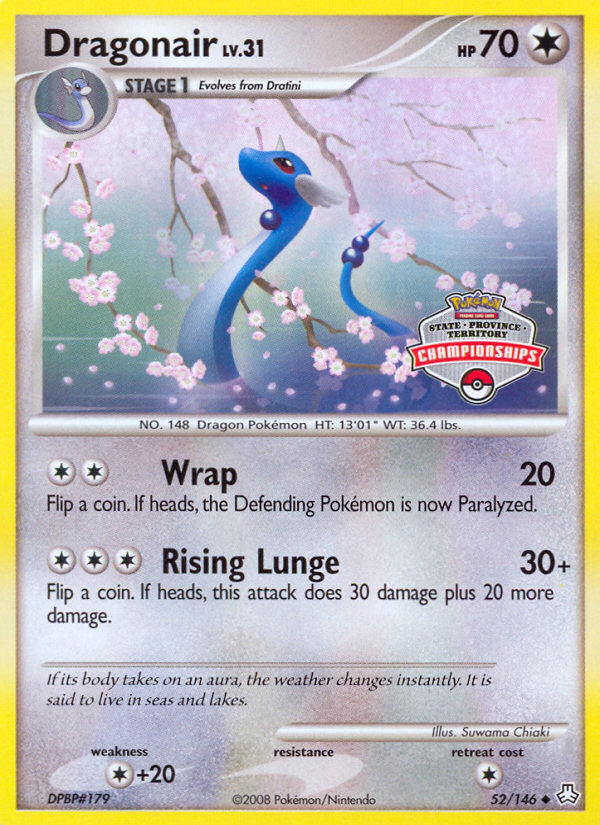 Dragonair LV.31
HP 70
STAGE 1 Evolves from Dratini
POKéMON
TRADING CARD GAME
STATE · PROVINCE ·
TERRITORY
CHAMPIONSHIPS
NO. 148 Dragon Pokémon HT: 13'01" WT: 36.4 lbs.
Wrap 20
Flip a coin. If heads, the Defending Pokémon is now Paralyzed.
Rising Lunge 30+
Flip a coin. If heads, this attack does 30 damage plus 20 more
damage.
If its body takes on an aura, the weather changes instantly. It is
said to live in seas and lakes.
Illus. Suwama Chiaki
weakness resistance retreat cost
+20
DPBP#179 ©2008 Pokémon/Nintendo 52/146